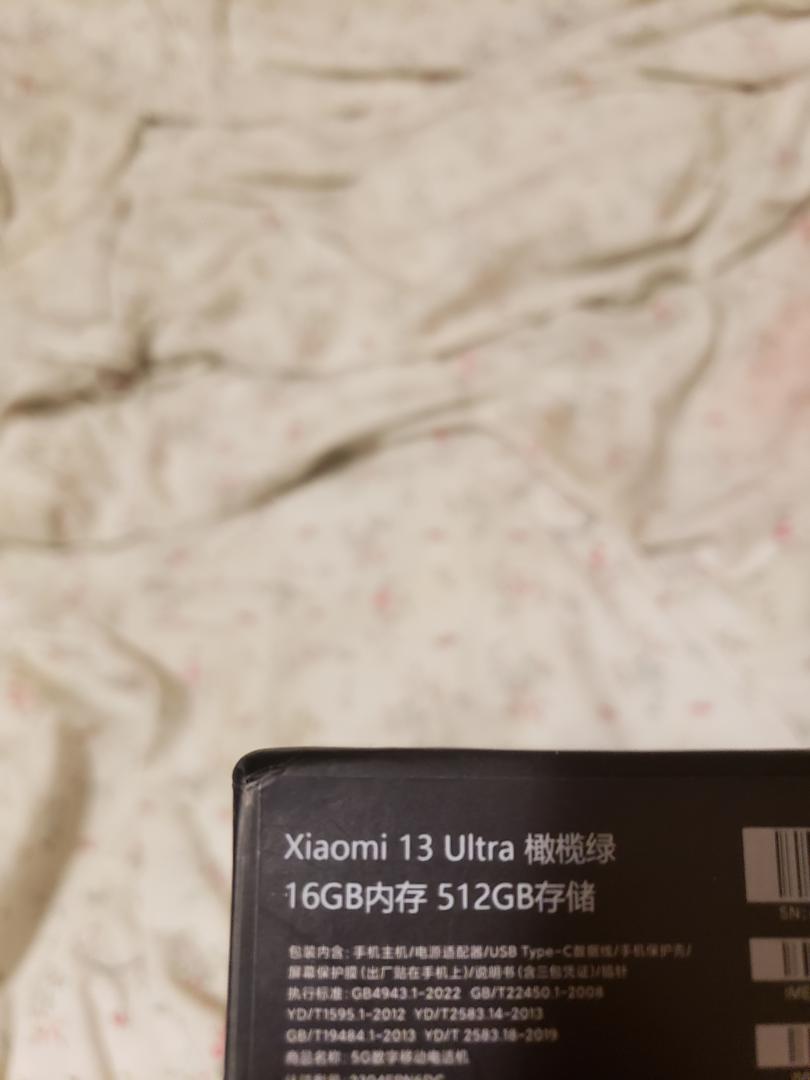 Xiaomi 13 Ultra 橄榄绿
16GB内存 512GB存储
包装内含: 手机主机/电源适配器/USB Type-C数据线/手机保护壳/
屏幕保护膜(出厂贴在手机上)/说明书(含三包凭证)/插针
执行标准: GB4943.1-2022 GB/T22450.1-2008
YD/T1595.1-2012 YD/T2583.14-2013
GB/T19484.1-2013 YD/T 2583.18-2019
商品名称: 5G数字移动电话机
SN: